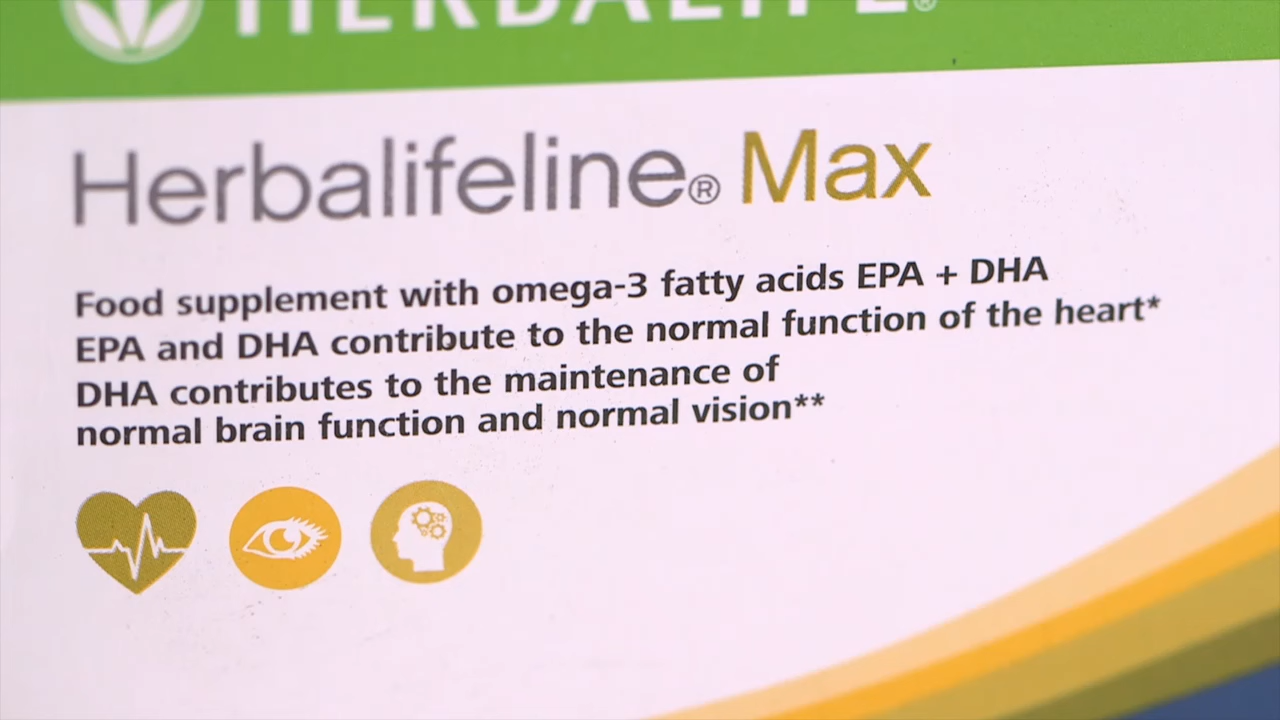 HERBALIFE®
Herbalifeline® Max
Food supplement with omega-3 fatty acids EPA + DHA
EPA and DHA contribute to the normal function of the heart*
DHA contributes to the maintenance of
normal brain function and normal vision**